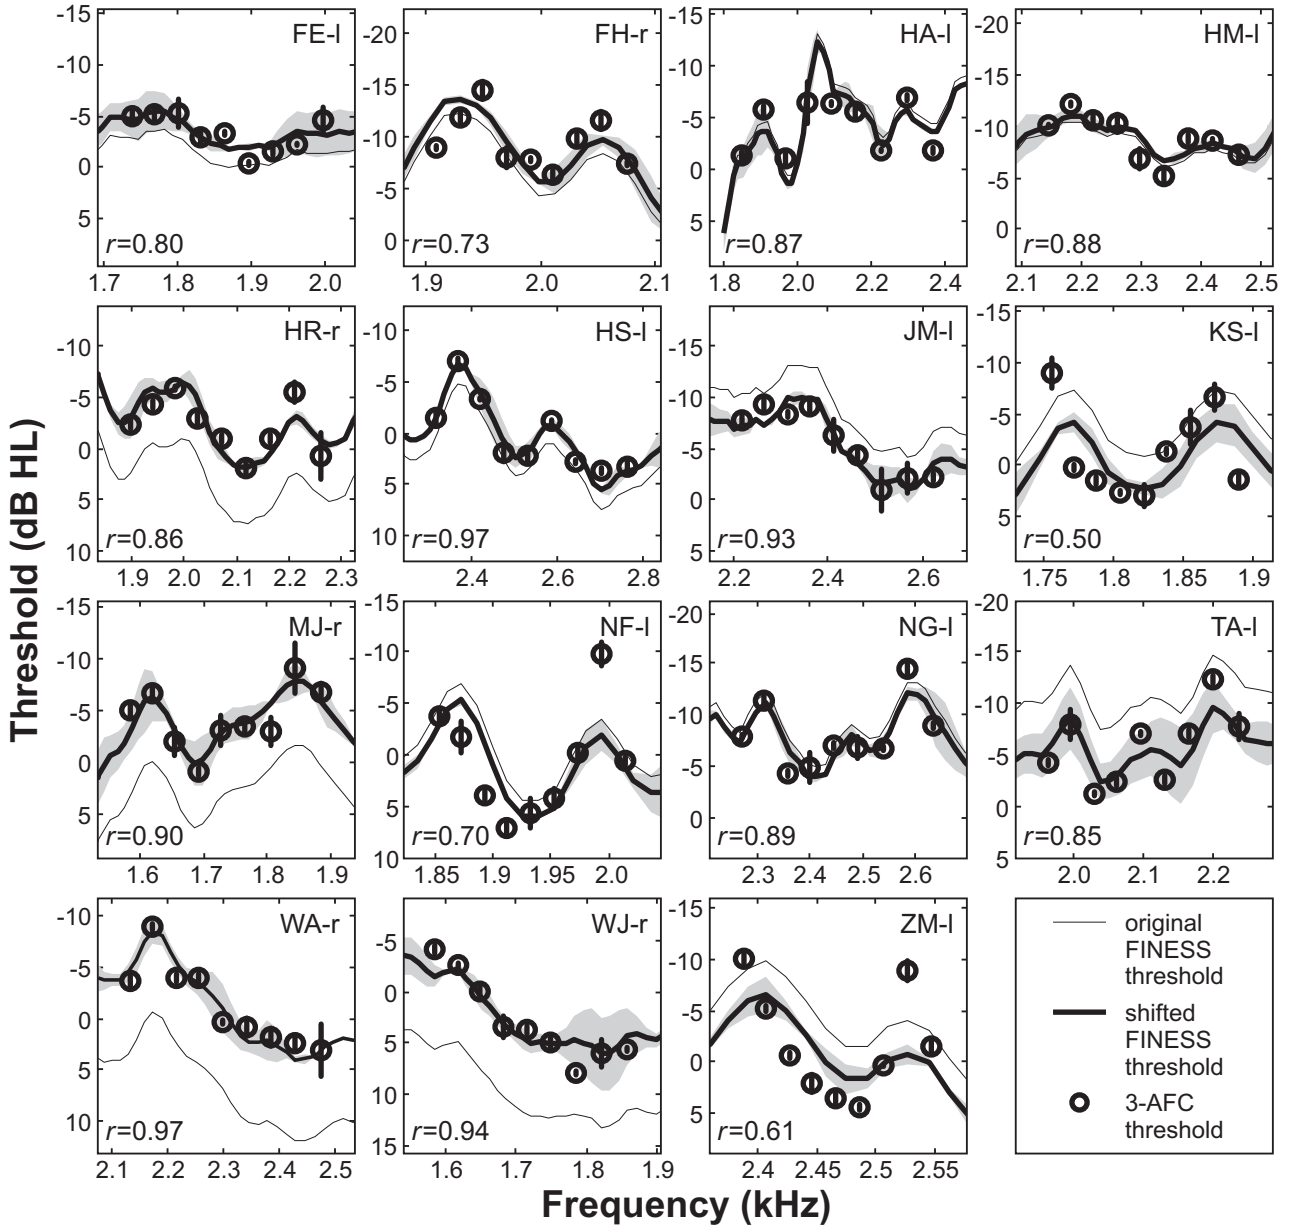 Threshold (dB HL)
-15 -10 -5 0 5
FE-l
r=0.80
1.7 1.8 1.9 2.0
-20 -15 -10 -5 0
FH-r
r=0.73
1.9 2.0 2.1
-15 -10 -5 0 5
HA-l
r=0.87
1.8 2.0 2.2 2.4
-20 -15 -10 -5 0
HM-l
r=0.88
2.1 2.2 2.3 2.4 2.5
-10 -5 0 5 10
HR-r
r=0.86
1.9 2.0 2.1 2.2 2.3
-10 -5 0 5 10
HS-l
r=0.97
2.4 2.6 2.8
-15 -10 -5 0 5
JM-l
r=0.93
2.2 2.4 2.6
-15 -10 -5 0 5
KS-l
r=0.50
1.75 1.8 1.85 1.9
-15 -10 -5 0 5
MJ-r
r=0.90
1.6 1.7 1.8 1.9
-15 -10 -5 0 5 10
NF-l
r=0.70
1.85 1.9 1.95 2.0
-20 -15 -10 -5 0
NG-l
r=0.89
2.3 2.4 2.5 2.6
-20 -15 -10 -5 0 5
TA-l
r=0.85
2.0 2.1 2.2
-10 -5 0 5 10
WA-r
r=0.97
2.1 2.2 2.3 2.4 2.5
-5 0 5 10 15
WJ-r
r=0.94
1.6 1.7 1.8 1.9
-15 -10 -5 0 5
ZM-l
r=0.61
2.4 2.45 2.5 2.55
original
FINESS
threshold
shifted
FINESS
threshold
3-AFC
threshold
Frequency (kHz)